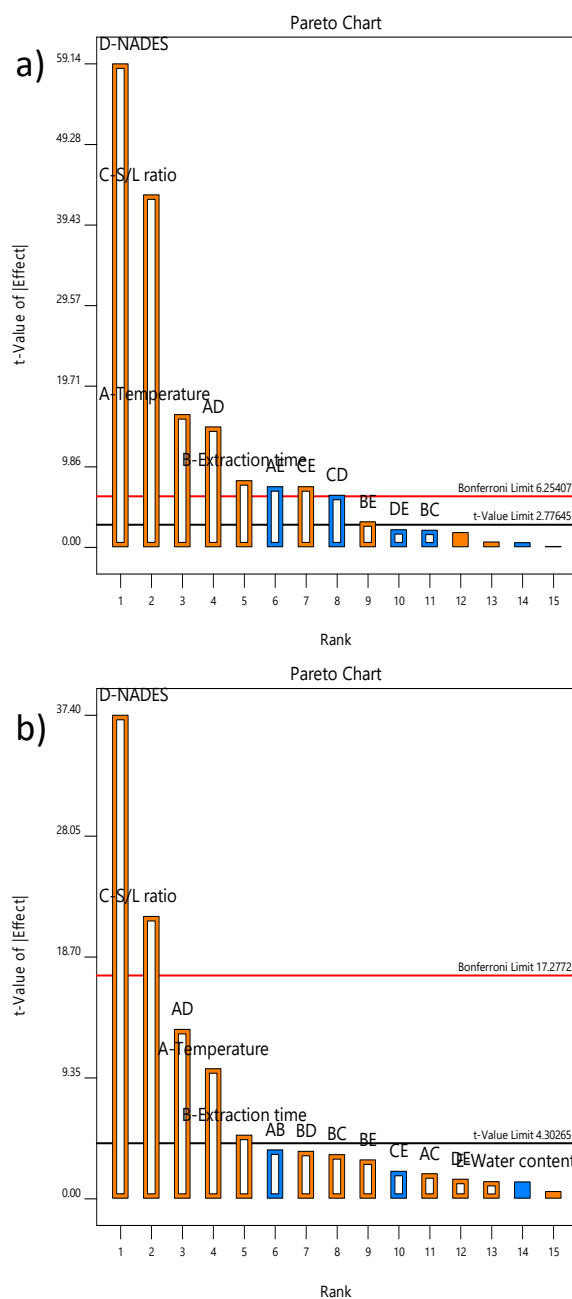 Pareto Chart
a)
D-NADES
59.14
49.28
C-S/L ratio
39.43
29.57
19.71
A-Temperature
AD
B-Extraction time
9.86
AE
CE
CD
BE
DE
BC
Bonferroni Limit 6.25407
t-Value Limit 2.77645
0.00
t-Value of |Effect|
1 2 3 4 5 6 7 8 9 10 11 12 13 14 15
Rank
Pareto Chart
b)
D-NADES
37.40
28.05
C-S/L ratio
18.70
Bonferroni Limit 17.2772
AD
A-Temperature
9.35
B-Extraction time
AB
BD
BC
BE
CE
AC
DE
E-Water content
t-Value Limit 4.30265
0.00
t-Value of |Effect|
1 2 3 4 5 6 7 8 9 10 11 12 13 14 15
Rank